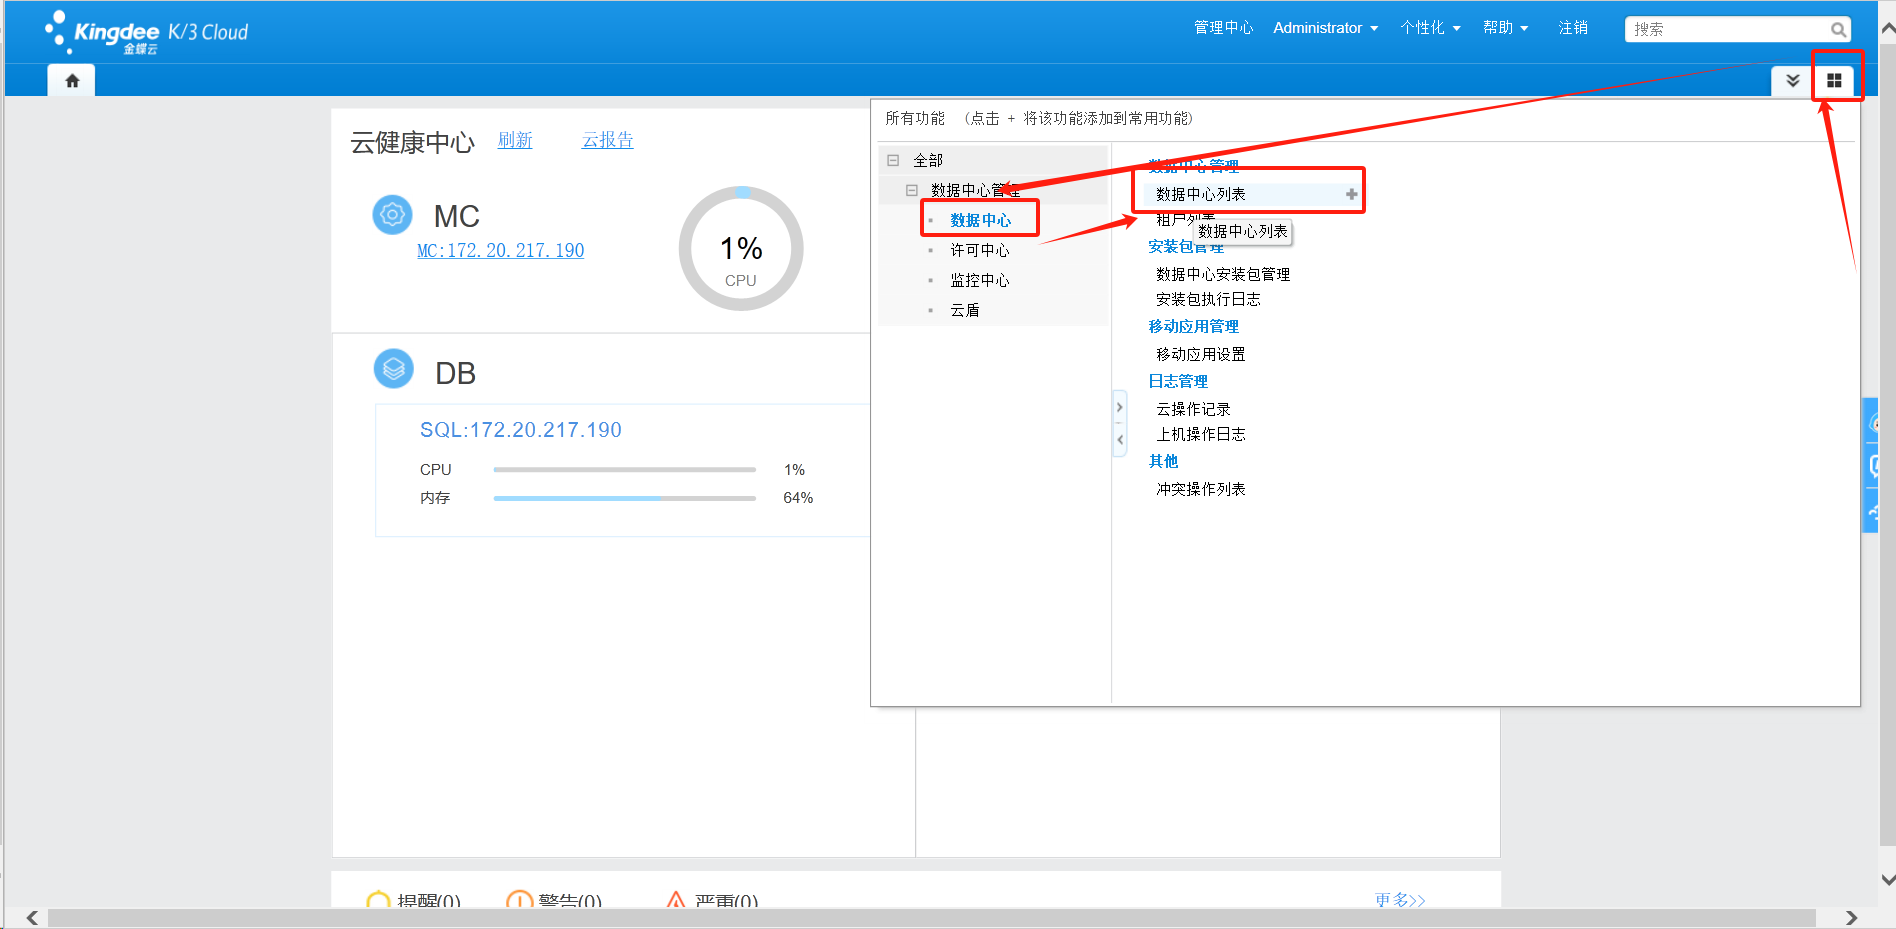 Kingdee K/3 Cloud
金蝶云
管理中心 Administrator 个性化 帮助 注销 搜索
所有功能 (点击 + 将该功能添加到常用功能)
云健康中心 刷新 云报告
MC
MC:172.20.217.190
1%
CPU
DB
SQL:172.20.217.190
CPU 1%
内存 64%
全部
数据中心管理
数据中心
许可中心
监控中心
云盾
数据中心管理
数据中心列表
租户列表
数据中心列表
安装包管理
数据中心安装包管理
安装包执行日志
移动应用管理
移动应用设置
日志管理
云操作记录
上机操作日志
其他
冲突操作列表
提醒(0) 警告(0) 严重(0) 更多>>